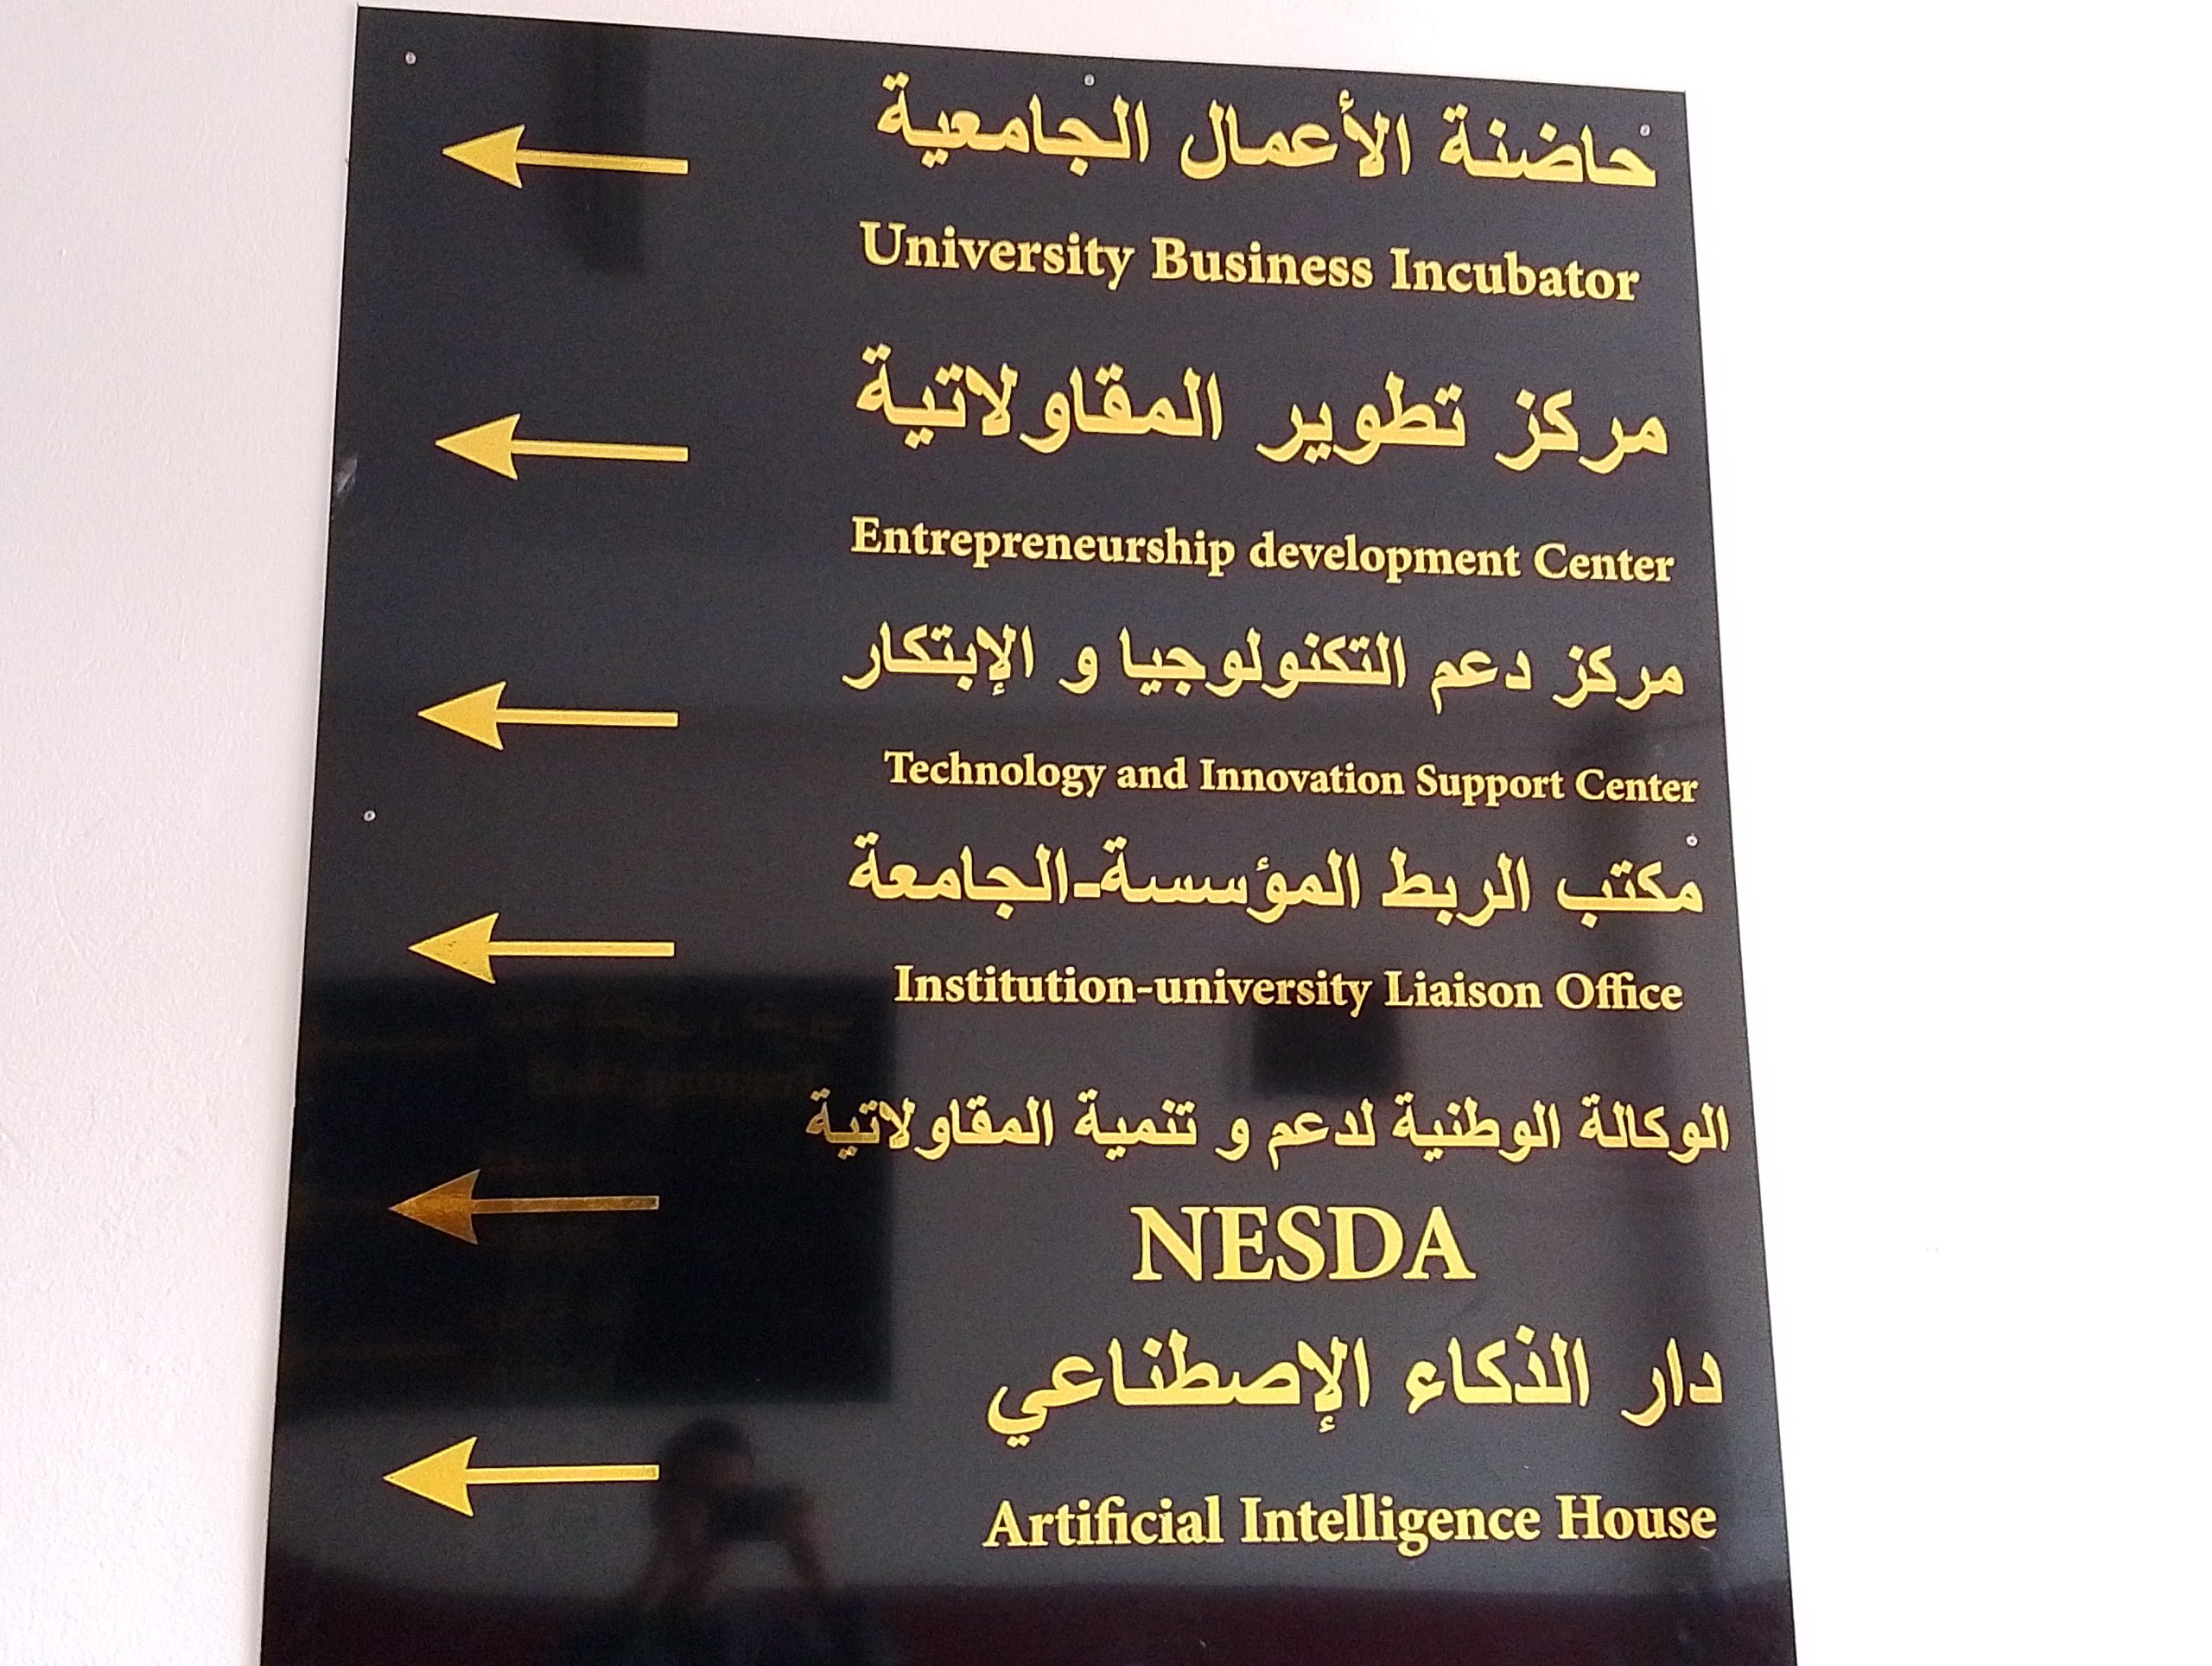 حاضنة الأعمال الجامعية
University Business Incubator
مركز تطوير المقاولاتية
Entrepreneurship development Center
مركز دعم التكنولوجيا و الإبتكار
Technology and Innovation Support Center
مكتب الربط المؤسسة-الجامعة
Institution-university Liaison Office
الوكالة الوطنية لدعم و تنمية المقاولاتية
NESDA
دار الذكاء الإصطناعي
Artificial Intelligence House